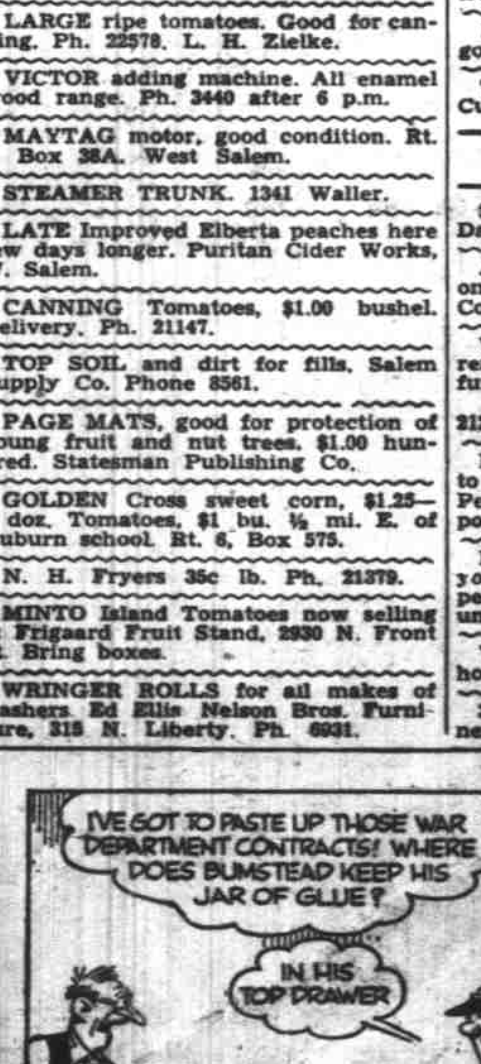 LARGE ripe tomatoes. Good for can-
ing. Ph. 22578. L. H. Zielke.
VICTOR adding machine. All enamel
ood range. Ph. 3440 after 6 p.m.
MAYTAG motor, good condition. Rt.
Box 38A. West Salem.
STEAMER TRUNK. 1341 Waller.
LATE Improved Elberta peaches here
ew days longer. Puritan Cider Works,
. Salem.
CANNING Tomatoes, $1.00 bushel.
elivery. Ph. 21147.
TOP SOIL and dirt for fills, Salem
upply Co. Phone 8561.
PAGE MATS, good for protection of
oung fruit and nut trees. $1.00 hun-
red. Statesman Publishing Co.
GOLDEN Cross sweet corn, $1.25—
doz. Tomatoes, $1 bu. ½ mi. E. of
uburn school. Rt. 6, Box 575.
N. H. Fryers 35c lb. Ph. 21379.
MINTO Island Tomatoes now selling
Frigaard Fruit Stand, 2930 N. Front
. Bring boxes.
WRINGER ROLLS for all makes of
ashers Ed Ellis Nelson Bros. Furni-
ure, 315 N. Liberty. Ph. 6931.
I'VE GOT TO PASTE UP THOSE WAR
DEPARTMENT CONTRACTS! WHERE
DOES BUMSTEAD KEEP HIS
JAR OF GLUE?
IN HIS
TOP DRAWER